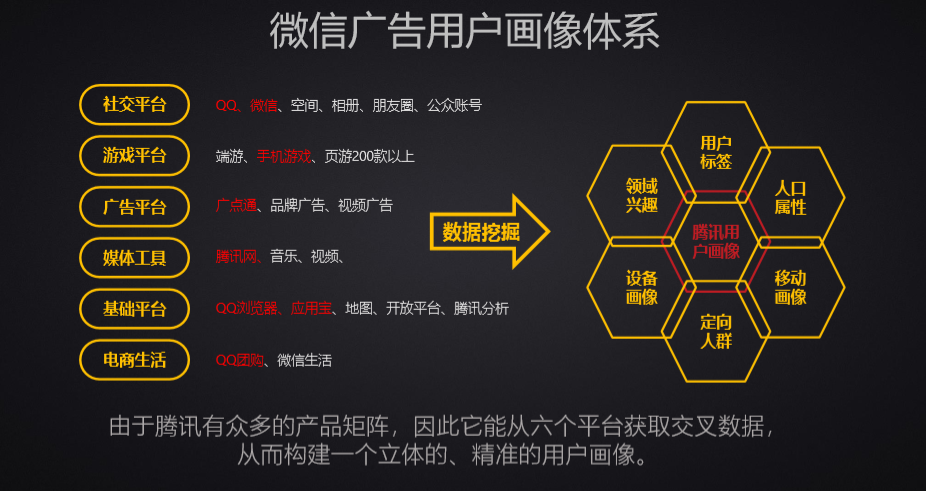 微信广告用户画像体系
社交平台
QQ、微信、空间、相册、朋友圈、公众账号
游戏平台
端游、手机游戏、页游200款以上
广告平台
广点通、品牌广告、视频广告
媒体工具
腾讯网、音乐、视频、
基础平台
QQ浏览器、应用宝、地图、开放平台、腾讯分析
电商生活
QQ团购、微信生活
数据挖掘
用户
标签
领域
兴趣
人口
属性
腾讯用
户画像
设备
画像
移动
画像
定向
人群
由于腾讯有众多的产品矩阵，因此它能从六个平台获取交叉数据，
从而构建一个立体的、精准的用户画像。